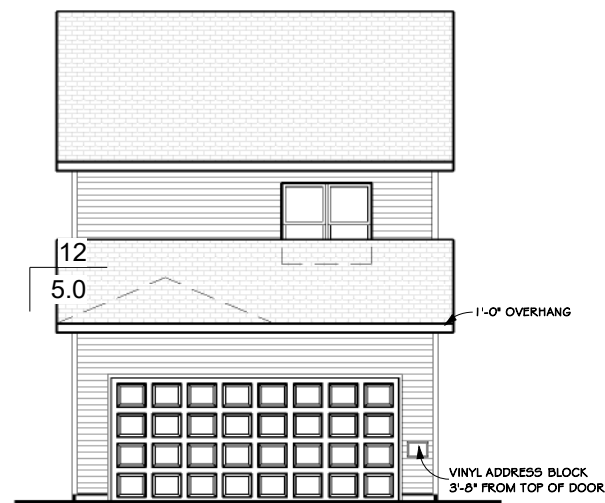 12
5.0
1'-0" OVERHANG
VINYL ADDRESS BLOCK
3'-8" FROM TOP OF DOOR